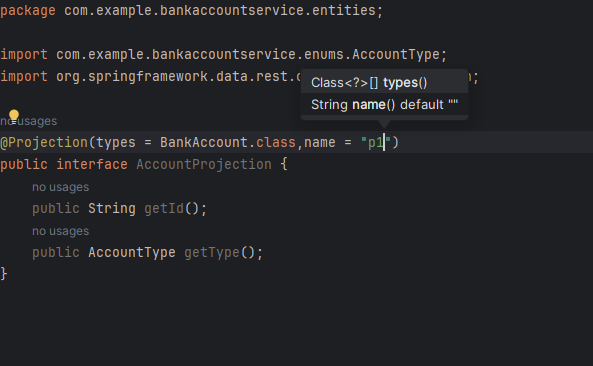 package com.example.bankaccountservice.entities;
import com.example.bankaccountservice.enums.AccountType;
import org.springframework.data.rest.
Class<?>[] types()
String name() default ""
no usages
@Projection(types = BankAccount.class,name = "p1")
public interface AccountProjection {
no usages
public String getId();
no usages
public AccountType getType();
}